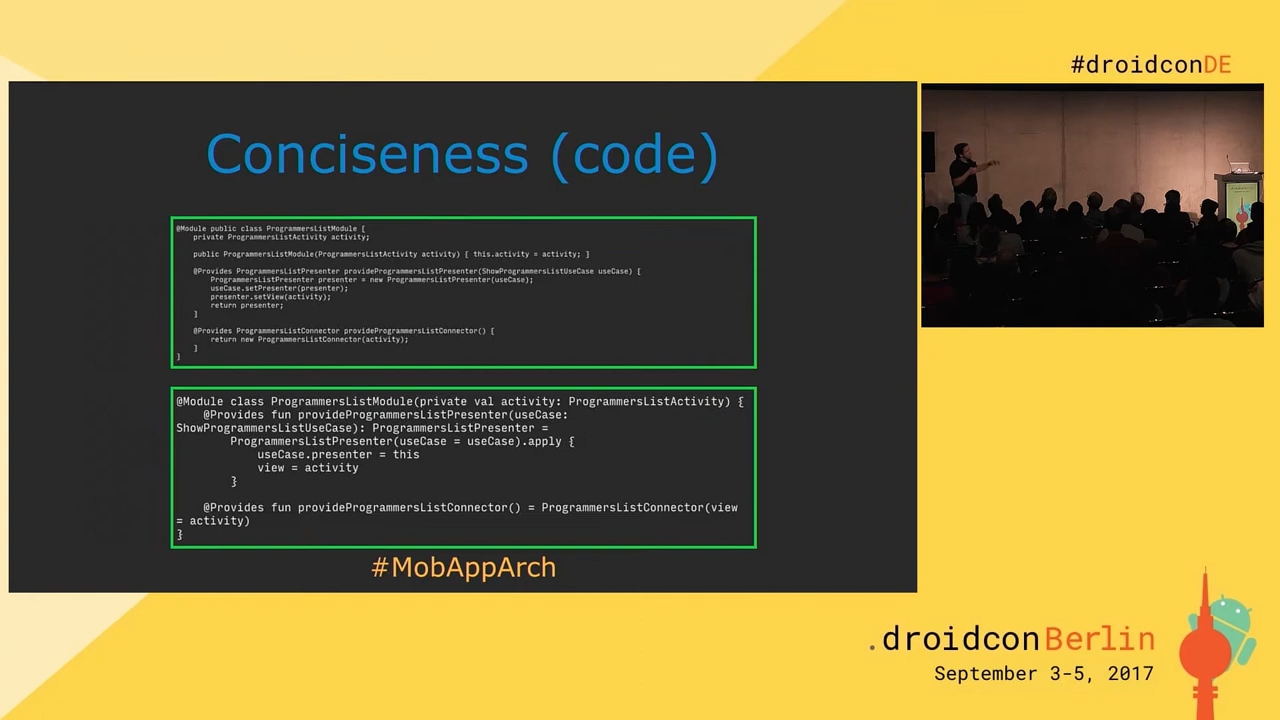 #droidconDE
Conciseness (code)
@Module public class ProgrammersListModule {
private ProgrammersListActivity activity;
public ProgrammersListModule(ProgrammersListActivity activity) { this.activity = activity; }
@Provides ProgrammersListPresenter provideProgrammersListPresenter(ShowProgrammersListUseCase useCase) {
ProgrammersListPresenter presenter = new ProgrammersListPresenter(useCase);
useCase.setPresenter(presenter);
presenter.setView(activity);
return presenter;
}
@Provides ProgrammersListConnector provideProgrammersListConnector() {
return new ProgrammersListConnector(activity);
}
}
@Module class ProgrammersListModule(private val activity: ProgrammersListActivity) {
@Provides fun provideProgrammersListPresenter(useCase:
ShowProgrammersListUseCase): ProgrammersListPresenter =
ProgrammersListPresenter(useCase = useCase).apply {
useCase.presenter = this
view = activity
}
@Provides fun provideProgrammersListConnector() = ProgrammersListConnector(view
= activity)
}
#MobAppArch
.droidconBerlin
September 3-5, 2017